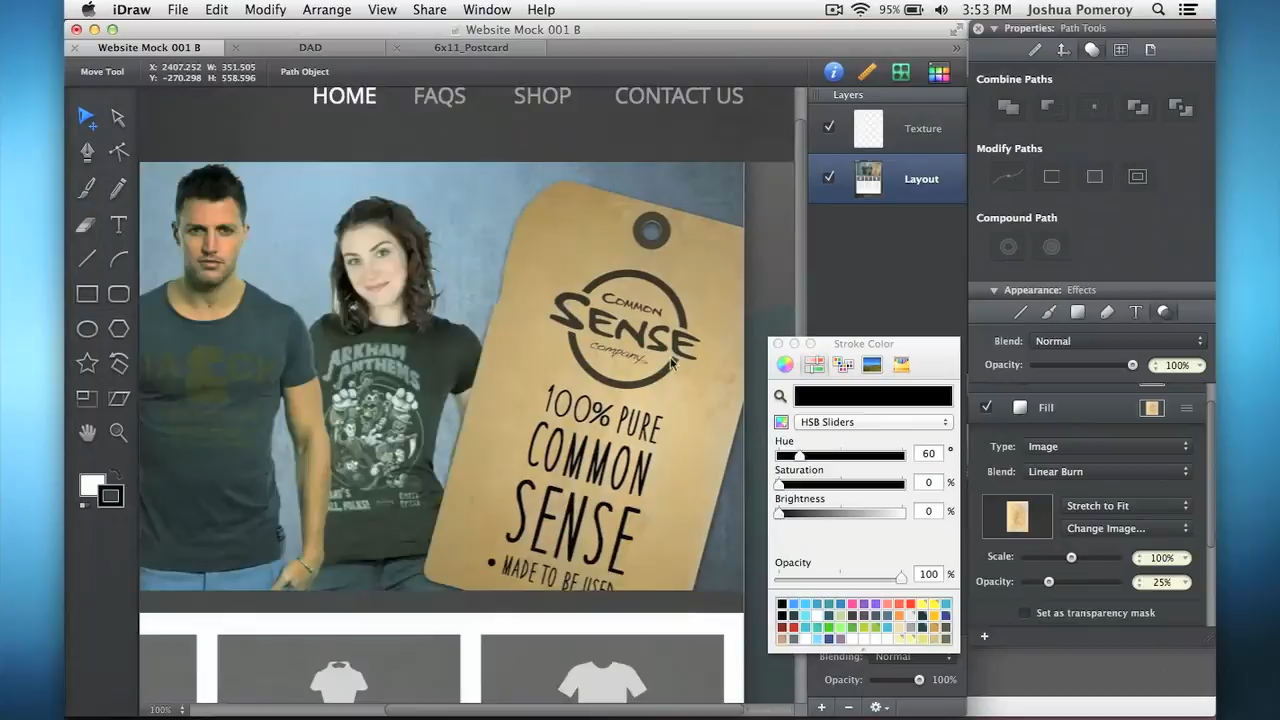 iDraw File Edit Modify Arrange View Share Window Help 95% 3:53 PM Joshua Pomeroy
Website Mock 001 B
Website Mock 001 B DAD 6x11_Postcard
Move Tool X: 2407.252 W: 351.505 Path Object
Y: -270.298 H: 558.596
HOME FAQS SHOP CONTACT US
COMMON
SENSE
company
100% PURE
COMMON
SENSE
• MADE TO BE USED
ARKHAM
ANTHEMS
Layers
Texture
Layout
Stroke Color
HSB Sliders
Hue
60 °
Saturation
0 %
Brightness
0 %
Opacity
100 %
Blending: Normal
Opacity: 100%
100%
Properties: Path Tools
Combine Paths
Modify Paths
Compound Path
Appearance: Effects
Blend: Normal
Opacity: 100%
Fill
Type: Image
Blend: Linear Burn
Stretch to Fit
Change Image...
Scale: 100%
Opacity: 25%
Set as transparency mask